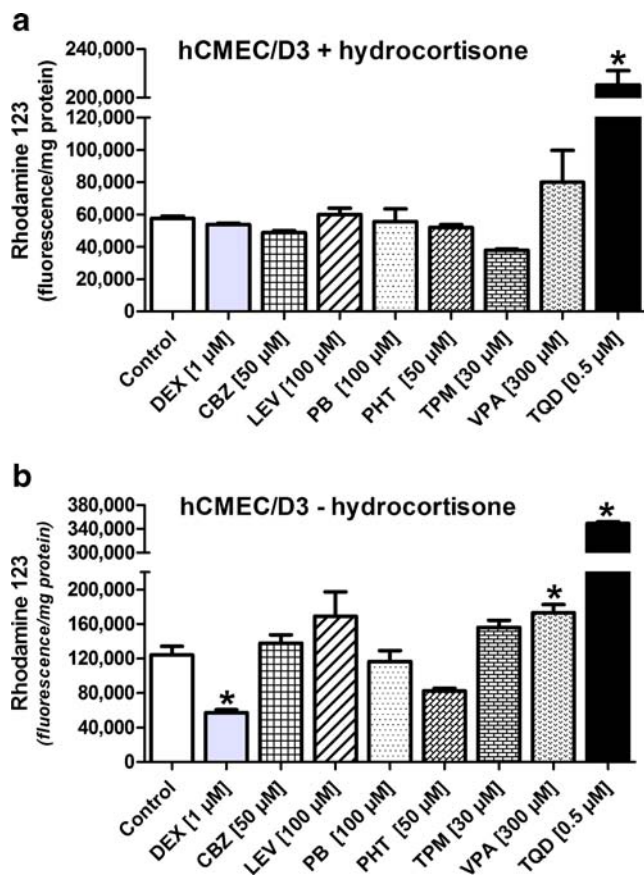 a
hCMEC/D3 + hydrocortisone
*
Rhodamine 123
(fluorescence/mg protein)
240,000
200,000
120,000
100,000
80,000
60,000
40,000
20,000
0
Control
DEX [1 µM]
CBZ [50 µM]
LEV [100 µM]
PB [100 µM]
PHT [50 µM]
TPM [30 µM]
VPA [300 µM]
TQD [0.5 µM]
b
hCMEC/D3 - hydrocortisone
*
*
*
Rhodamine 123
(fluorescence/mg protein)
380,000
340,000
300,000
200,000
160,000
120,000
80,000
40,000
0
Control
DEX [1 µM]
CBZ [50 µM]
LEV [100 µM]
PB [100 µM]
PHT [50 µM]
TPM [30 µM]
VPA [300 µM]
TQD [0.5 µM]